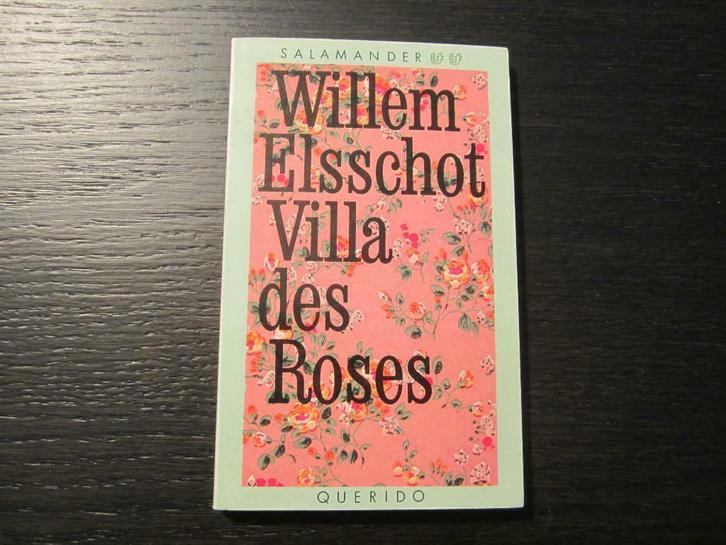 SALAMANDER
Willem
Elsschot
Villa
des
Roses
QUERIDO